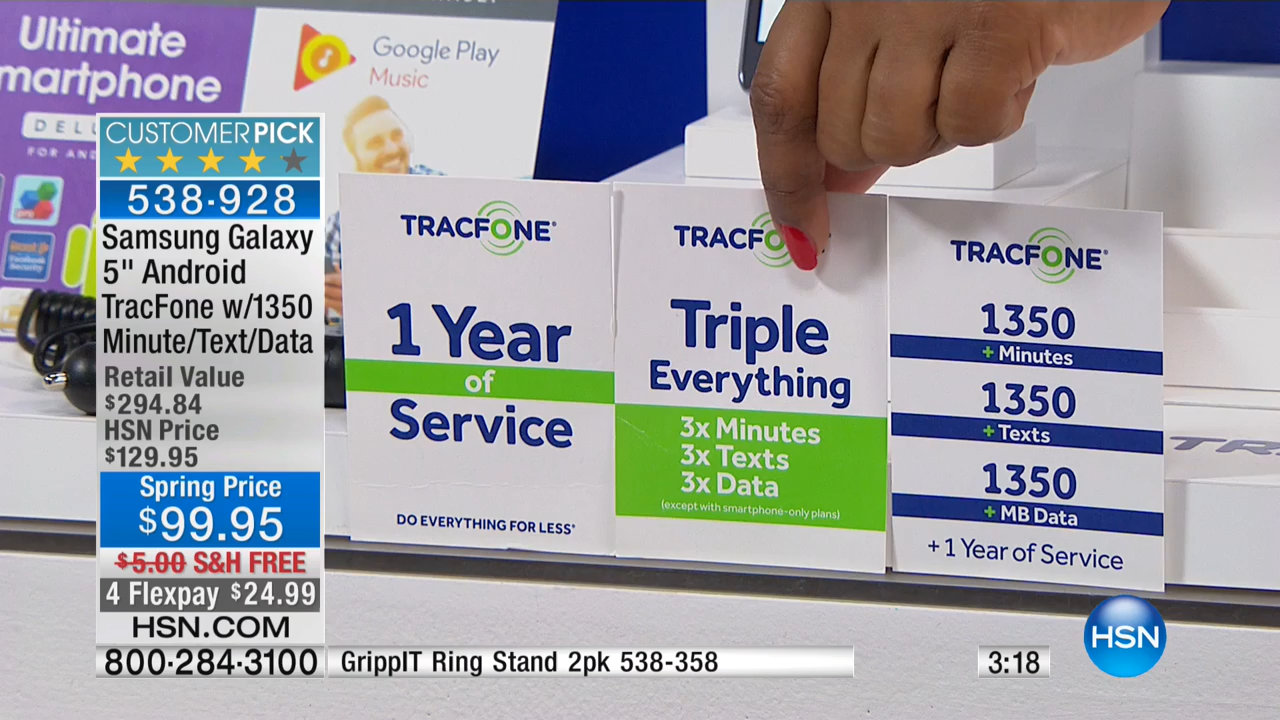 Ultimate
martphone
DELU
FOR AND
Google Play
Music
CUSTOMER PICK
538-928
Samsung Galaxy
5" Android
TracFone w/1350
Minute/Text/Data
Retail Value
$294.84
HSN Price
$129.95
Spring Price
$99.95
$5.00 S&H FREE
4 Flexpay $24.99
HSN.COM
800-284-3100
GrippIT Ring Stand 2pk 538-358
3:18
HSN
TRACFONE®
1 Year
of
Service
DO EVERYTHING FOR LESS®
TRACFO
Triple
Everything
3x Minutes
3x Texts
3x Data
(except with smartphone-only plans)
TRACFONE®
1350
+ Minutes
1350
+ Texts
1350
+ MB Data
+ 1 Year of Service
TR